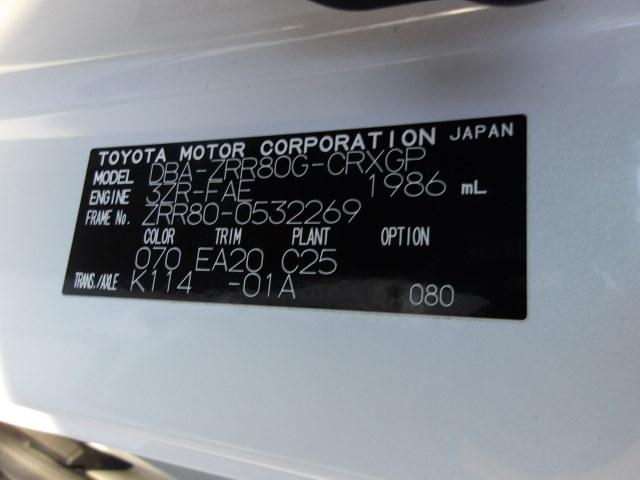 TOYOTA MOTOR CORPORATION JAPAN
MODEL DBA-ZRR80G-CRXGP
ENGINE 3ZR-FAE 1986 mL
FRAME No. ZRR80-0532269
COLOR TRIM PLANT OPTION
070 EA20 C25
TRANS./AXLE K114 -01A 080